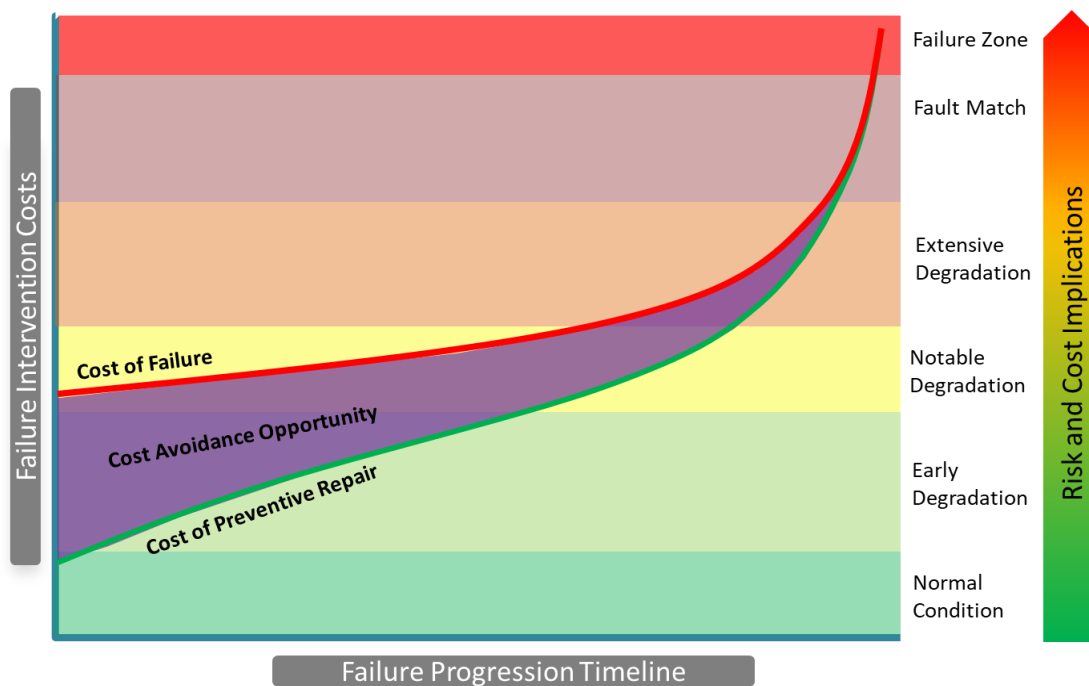 Failure Intervention Costs
Cost of Failure
Cost Avoidance Opportunity
Cost of Preventive Repair
Failure Zone
Fault Match
Extensive
Degradation
Notable
Degradation
Early
Degradation
Normal
Condition
Risk and Cost Implications
Failure Progression Timeline